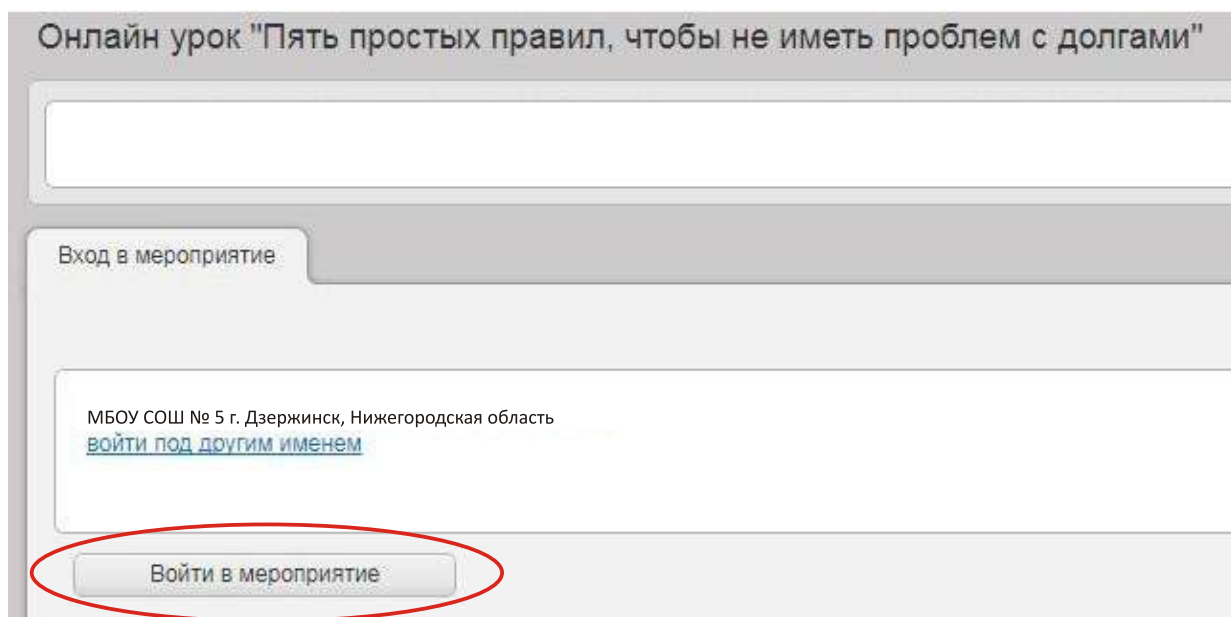 Онлайн урок "Пять простых правил, чтобы не иметь проблем с долгами"
Вход в мероприятие
МБОУ СОШ № 5 г. Дзержинск, Нижегородская область
войти под другим именем
Войти в мероприятие